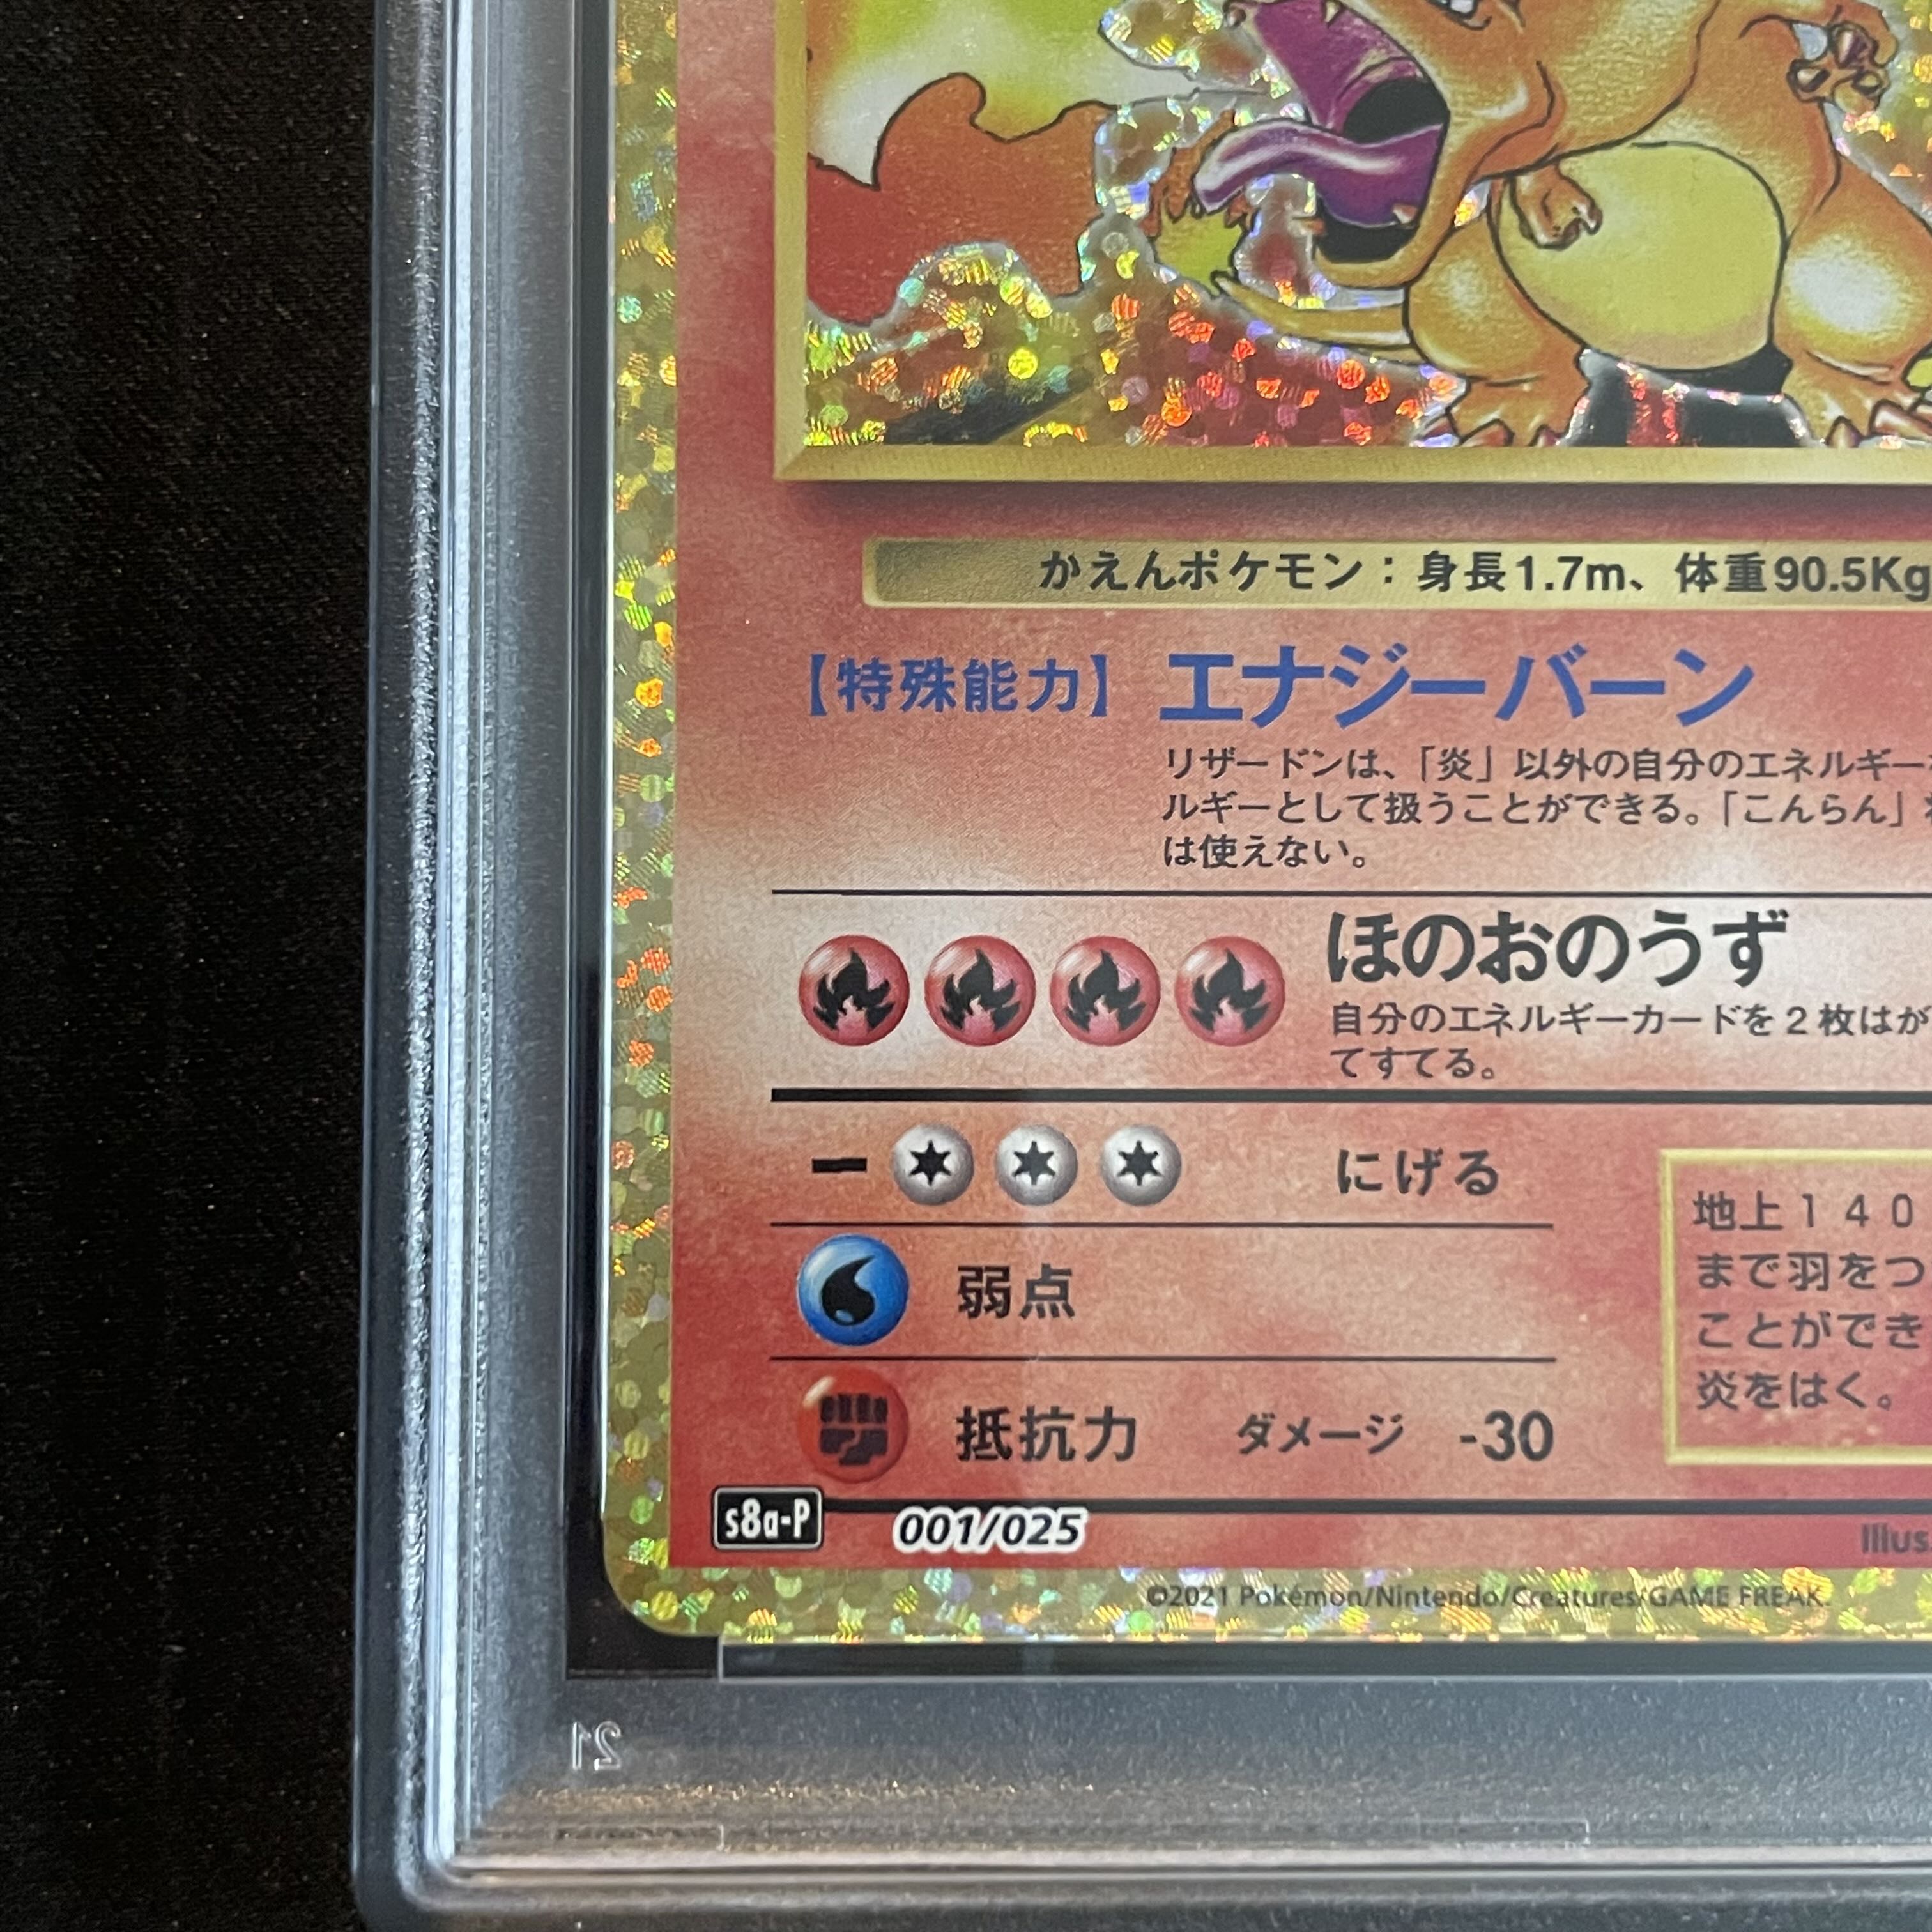 かえんポケモン：身長1.7m、体重90.5Kg
【特殊能力】 エナジーバーン
リザードンは、「炎」以外の自分のエネルギー
ルギーとして扱うことができる。「こんらん」
は使えない。
ほのおのうず
自分のエネルギーカードを2枚はが
てすてる。
ー にげる
弱点
抵抗力 ダメージ -30
地上140
まで羽をつ
ことができ
炎をはく。
s8a-P 001/025
Illus.
©2021 Pokémon/Nintendo/Creatures/GAME FREAK.
21